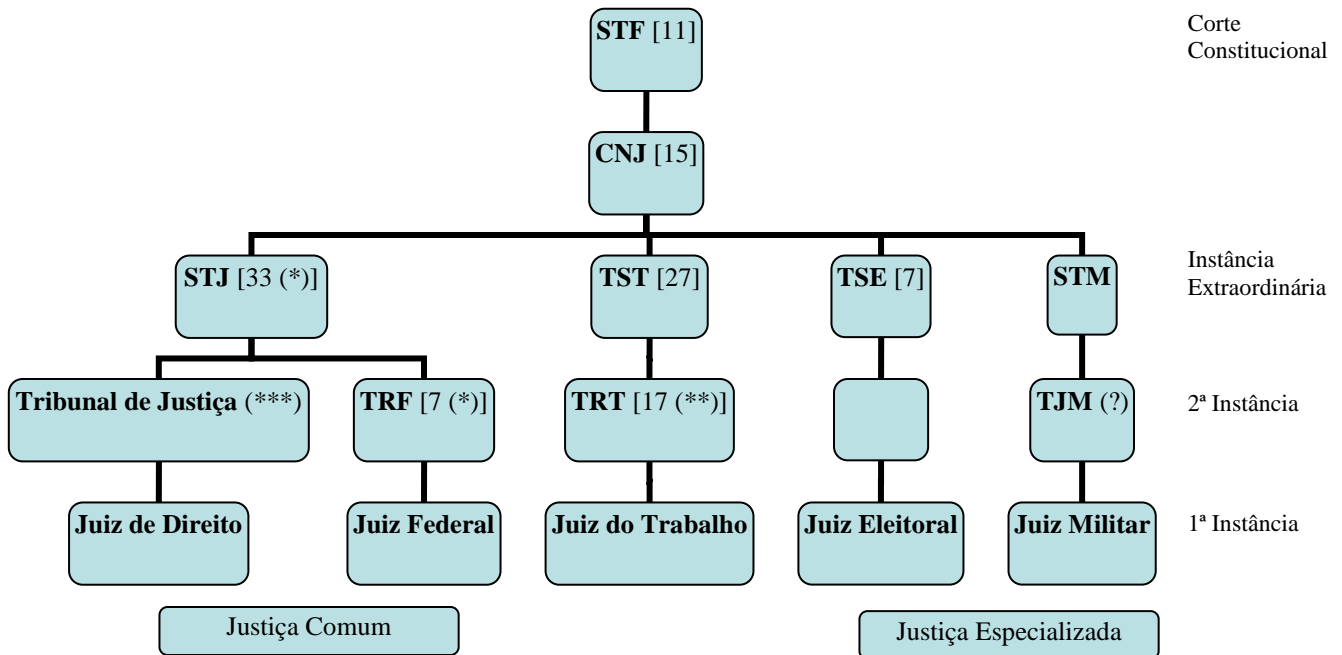 STF [11]
Corte
Constitucional
CNJ [15]
STJ [33 (*)]
TST [27]
TSE [7]
STM
Instância
Extraordinária
Tribunal de Justiça (***)
TRF [7 (*)]
TRT [17 (**)]
TJM (?)
2ª Instância
Juiz de Direito
Juiz Federal
Juiz do Trabalho
Juiz Eleitoral
Juiz Militar
1ª Instância
Justiça Comum
Justiça Especializada